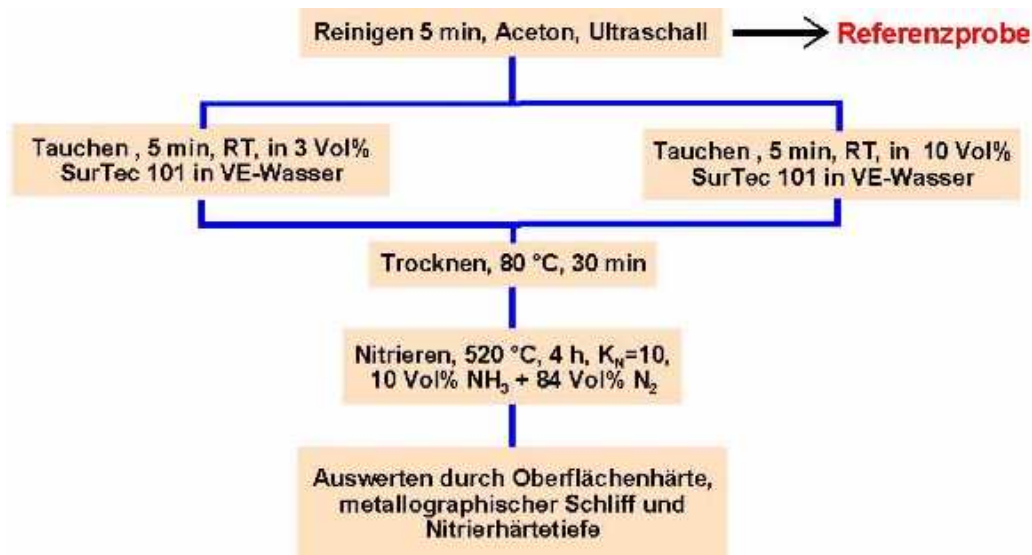 Reinigen 5 min, Aceton, Ultraschall
Referenzprobe
Tauchen , 5 min, RT, in 3 Vol%
SurTec 101 in VE-Wasser
Tauchen , 5 min, RT, in 10 Vol%
SurTec 101 in VE-Wasser
Trocknen, 80 °C, 30 min
Nitrieren, 520 °C, 4 h, K_N=10,
10 Vol% NH₃ + 84 Vol% N₂
Auswerten durch Oberflächenhärte,
metallographischer Schliff und
Nitrierhärtetiefe